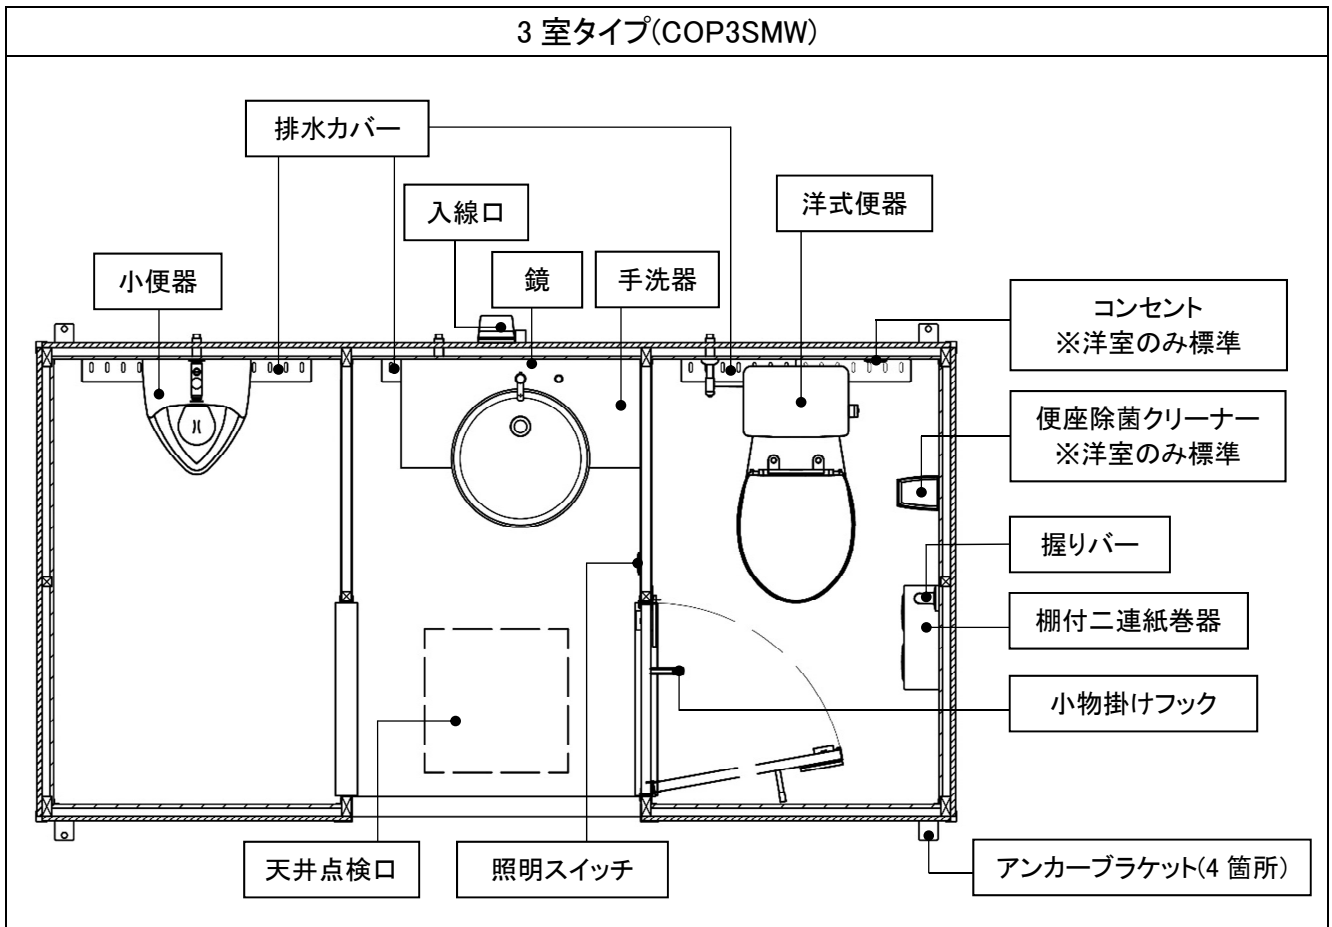 3 室タイプ(COP3SMW)
排水カバー
洋式便器
入線口
鏡
手洗器
小便器
コンセント
※洋室のみ標準
便座除菌クリーナー
※洋室のみ標準
握りバー
棚付二連紙巻器
小物掛けフック
天井点検口
照明スイッチ
アンカーブラケット(4 箇所)